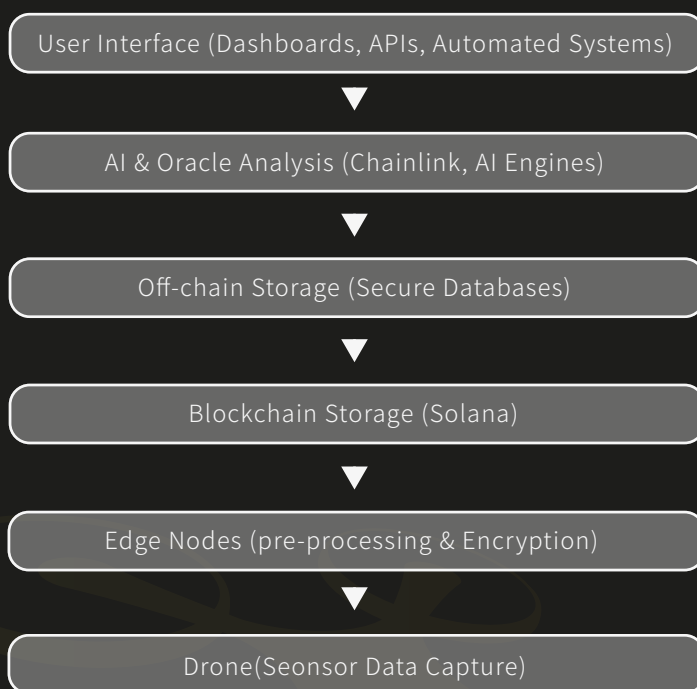 User Interface (Dashboards, APIs, Automated Systems)
AI & Oracle Analysis (Chainlink, AI Engines)
Off-chain Storage (Secure Databases)
Blockchain Storage (Solana)
Edge Nodes (pre-processing & Encryption)
Drone(Seonsor Data Capture)